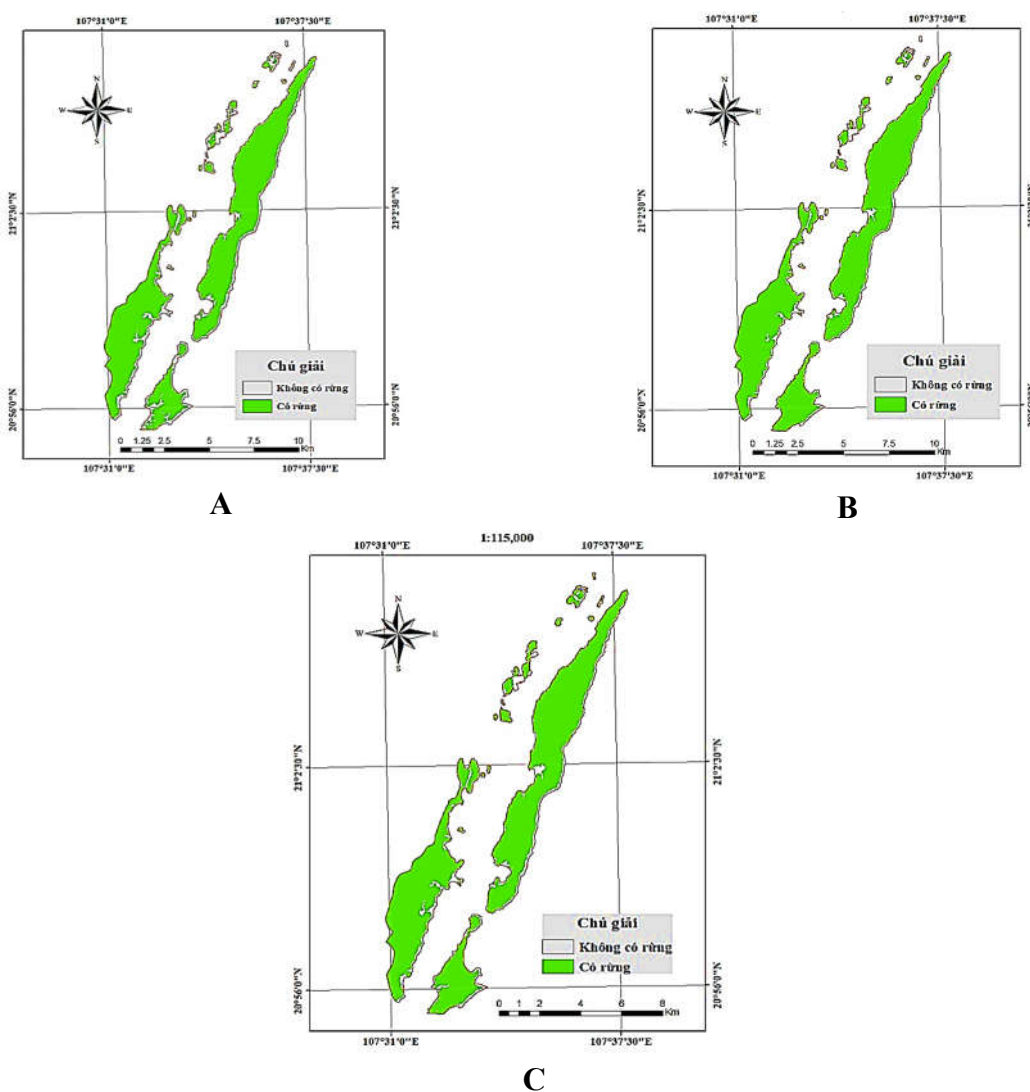 107°31'0"E 107°37'30"E
N
W E
S
21°2'30"N 21°2'30"N
Chú giải
Không có rừng
Có rừng
20°56'0"N 20°56'0"N
0 1.25 2.5 5 7.5 10
Km
107°31'0"E 107°37'30"E
A
107°31'0"E 107°37'30"E
N
W E
S
21°2'30"N
Chú giải
Không có rừng
Có rừng
20°56'0"N
0 1.25 2.5 5 7.5 10
Km
107°31'0"E 107°37'30"E
B
1:115,000
107°31'0"E 107°37'30"E
N
W E
S
21°2'30"N 21°2'30"N
Chú giải
Không có rừng
Có rừng
20°56'0"N 20°56'0"N
0 1 2 4 6 8
Km
107°31'0"E 107°37'30"E
C